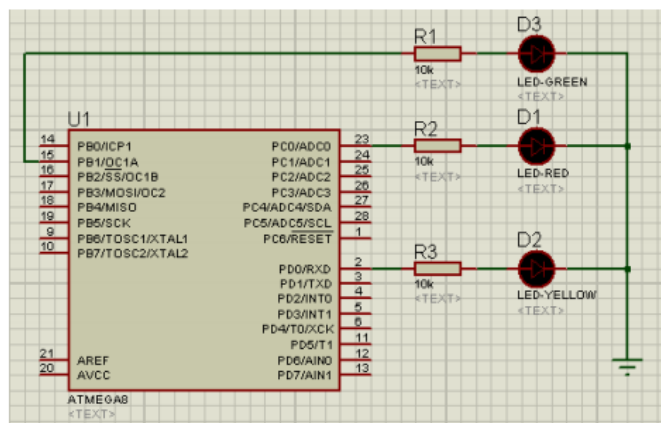 R1
10k
<TEXT>
D3
LED-GREEN
<TEXT>
R2
10k
<TEXT>
D1
LED-RED
<TEXT>
R3
10k
<TEXT>
D2
LED-YELLOW
<TEXT>
U1
14 PB0/ICP1
15 PB1/OC1A
16 PB2/SS/OC1B
17 PB3/MOSI/OC2
18 PB4/MISO
19 PB5/SCK
9 PB6/TOSC1/XTAL1
10 PB7/TOSC2/XTAL2
21 AREF
20 AVCC
PC0/ADC0 23
PC1/ADC1 24
PC2/ADC2 25
PC3/ADC3 26
PC4/ADC4/SDA 27
PC5/ADC5/SCL 28
PC6/RESET 1
PD0/RXD 2
PD1/TXD 3
PD2/INT0 4
PD3/INT1 5
PD4/T0/XCK 6
PD5/T1 11
PD6/AIN0 12
PD7/AIN1 13
ATMEGA8
<TEXT>